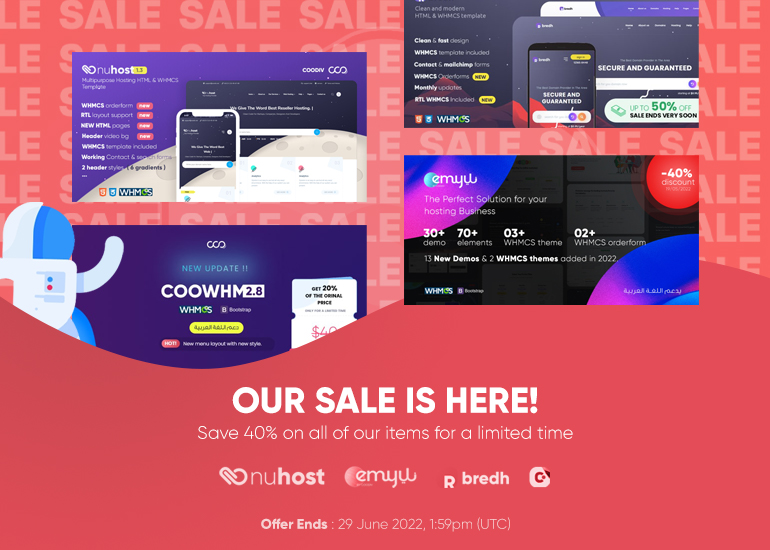 SALE SALE SALE SALE SALE SALE
nuhost 1.3
Multipurpose Hosting HTML & WHMCS
Template
COODIV
WHMCS orderform new
RTL layout support new
NEW HTML pages new
Header video bg new
WHMCS template included
Working Contact & seo forms
2 header styles ( 6 gradients )
...
WHMCS
We Give The Word Best Reseller Hosting.
Clean and modern
HTML & WHMCS template
bredh
Clean & fast design
WHMCS template included
Contact & mailchimp forms
WHMCS Orderforms NEW
Monthly updates
RTL WHMCS Included NEW
WHMCS
SECURE AND GUARANTEED
SECURE AND
GUARANTEED
UP TO 50% OFF
SALE ENDS VERY SOON
emyui
The Perfect Solution for your
hosting Business
-40%
discount
30+ demo
70+ elements
03+ WHMCS theme
02+ WHMCS orderform
13 New Demos & 2 WHMCS themes added in 2022.
WHMCS B Bootstrap
يدعم اللغة العربية
NEW UPDATE !!
COOWHM 2.8
WHMCS B Bootstrap
دعم اللغة العربية
HOT! New menu layout with new style.
GET 20%
OF THE ORINAL
PRICE
ONLY FOR A LIMITED TIME
OUR SALE IS HERE!
Save 40% on all of our items for a limited time
nuhost emyui R bredh
Offer Ends : 29 June 2022, 1:59pm (UTC)